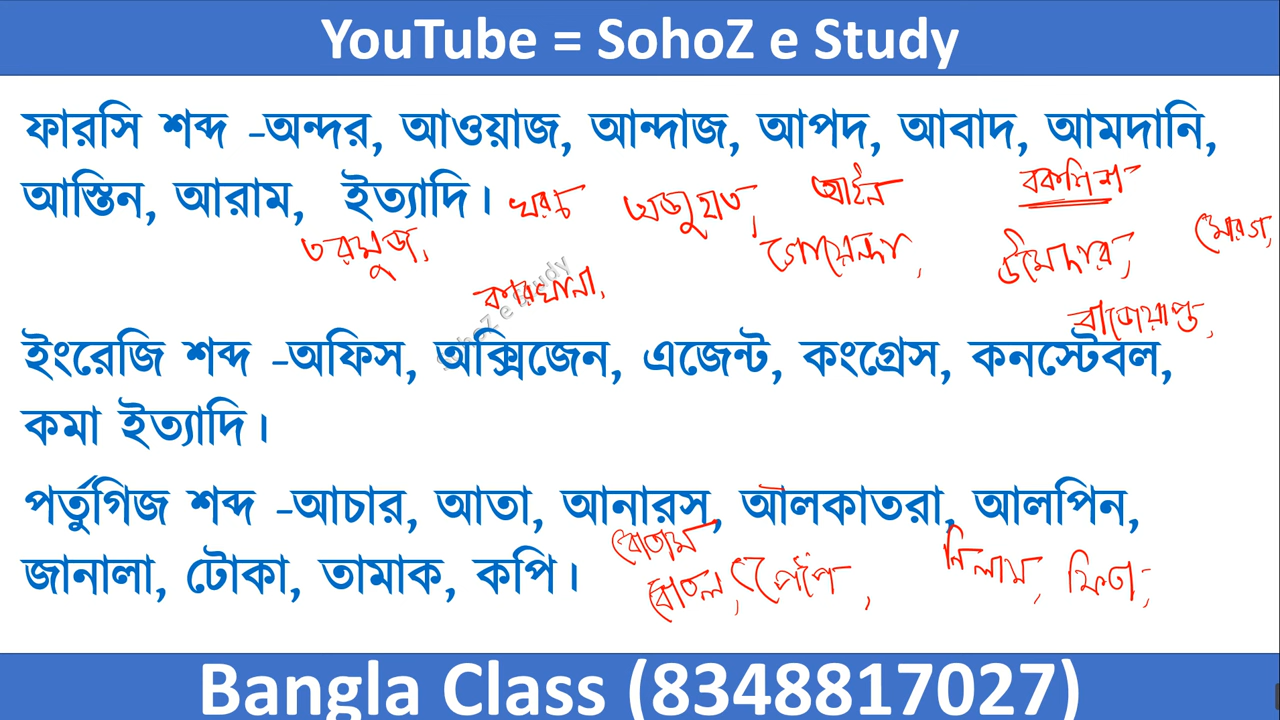 YouTube = SohoZ e Study
ফারসি শব্দ -অন্দর, আওয়াজ, আন্দাজ, আপদ, আবাদ, আমদানি,
আস্তিন, আরাম, ইত্যাদি। খরচ অজুহাত, আইন বকশিশ
তরমুজ, গোয়েন্দা, উমেদার, মোরগ,
কারখানা, বাজেয়াপ্ত,
SohoZ e Study
ইংরেজি শব্দ -অফিস, অক্সিজেন, এজেন্ট, কংগ্রেস, কনস্টেবল,
কমা ইত্যাদি।
পর্তুগিজ শব্দ -আচার, আতা, আনারস, আলকাতরা, আলপিন,
জানালা, টোকা, তামাক, কপি। বোতাম নিলাম, ফিতা,
বোতল, পেঁপে,
Bangla Class (8348817027)